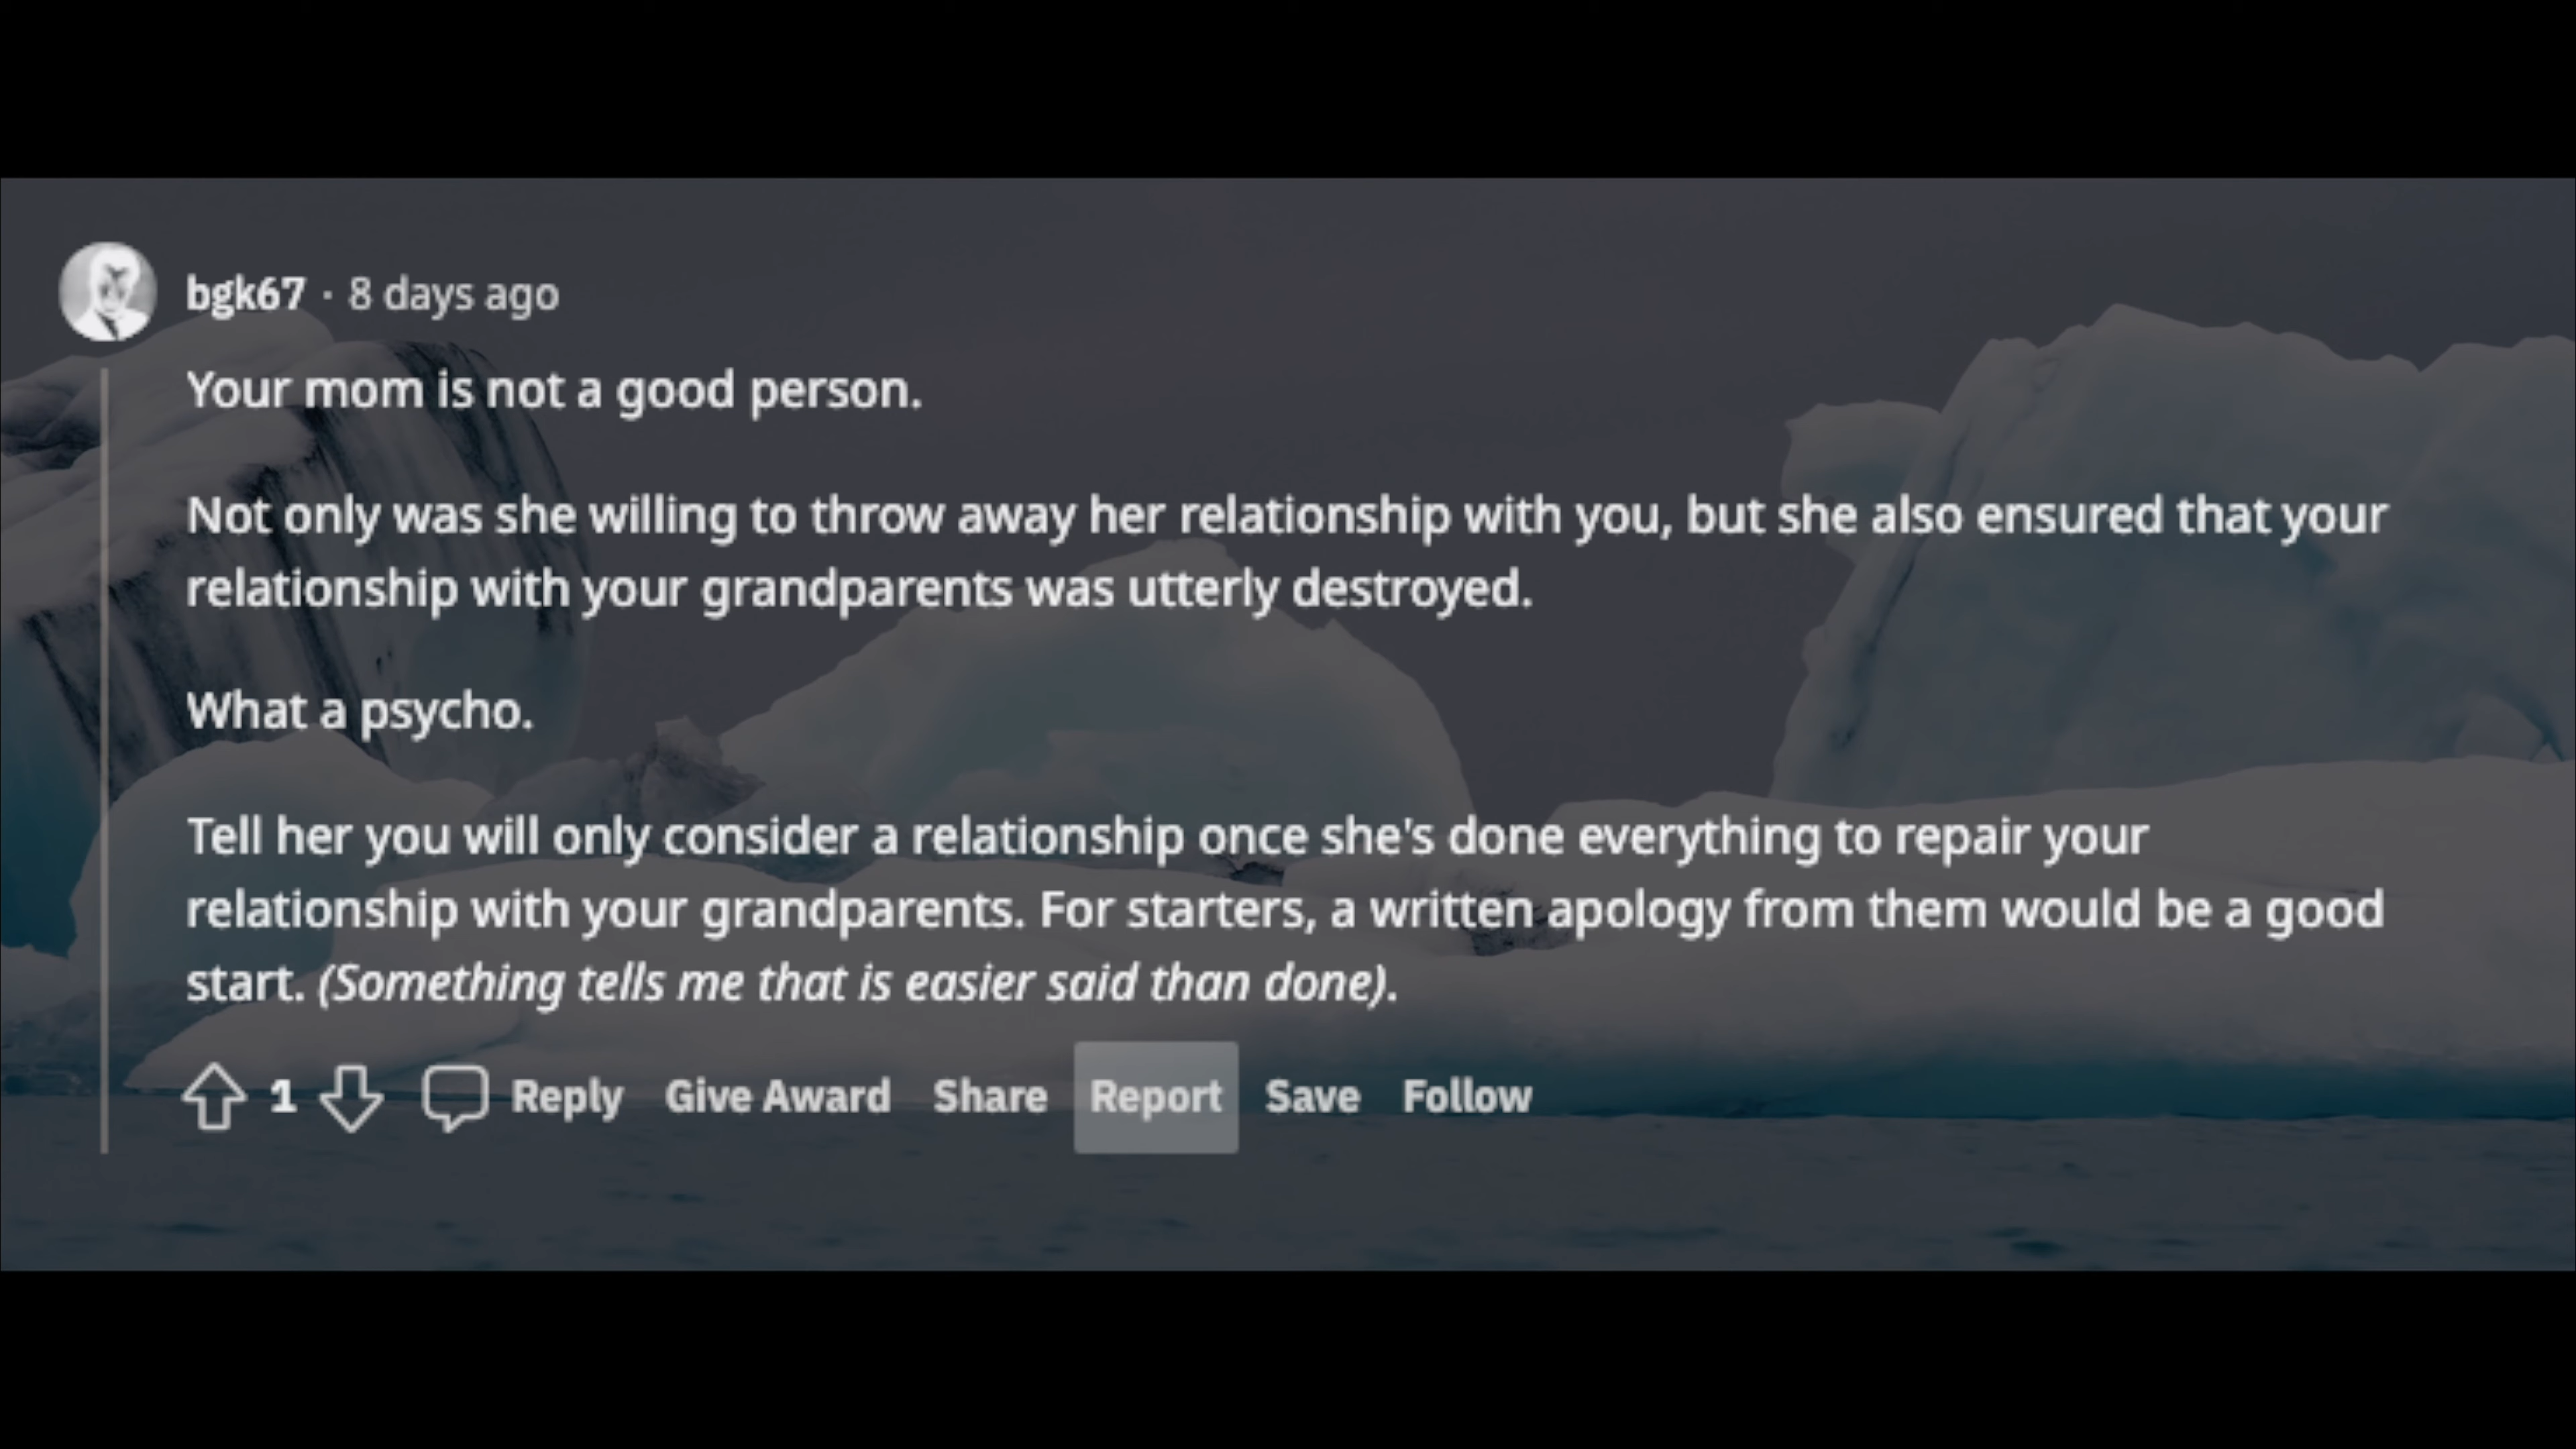 bgk67 · 8 days ago
Your mom is not a good person.
Not only was she willing to throw away her relationship with you, but she also ensured that your
relationship with your grandparents was utterly destroyed.
What a psycho.
Tell her you will only consider a relationship once she's done everything to repair your
relationship with your grandparents. For starters, a written apology from them would be a good
start. (Something tells me that is easier said than done).
1 Reply Give Award Share Report Save Follow